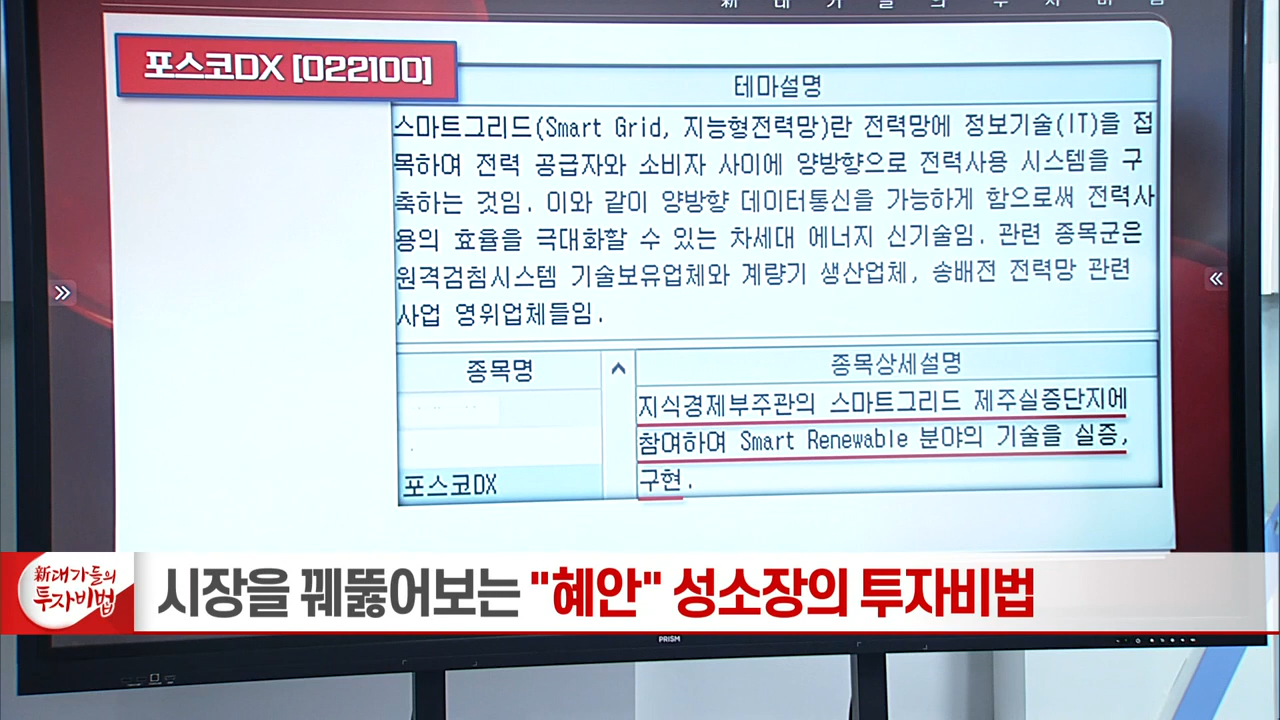 新 대 가 들 의 투 자 비 법
포스코DX [022100]
테마설명
스마트그리드(Smart Grid, 지능형전력망)란 전력망에 정보기술(IT)을 접
목하여 전력 공급자와 소비자 사이에 양방향으로 전력사용 시스템을 구
축하는 것임. 이와 같이 양방향 데이터통신을 가능하게 함으로써 전력사
용의 효율을 극대화할 수 있는 차세대 에너지 신기술임. 관련 종목군은
원격검침시스템 기술보유업체와 계량기 생산업체, 송배전 전력망 관련
사업 영위업체들임.
종목명
종목상세설명
지식경제부주관의 스마트그리드 제주실증단지에
참여하여 Smart Renewable 분야의 기술을 실증,
구현.
포스코DX
新대가들의
투자비법
시장을 꿰뚫어보는 "혜안" 성소장의 투자비법
PRISM